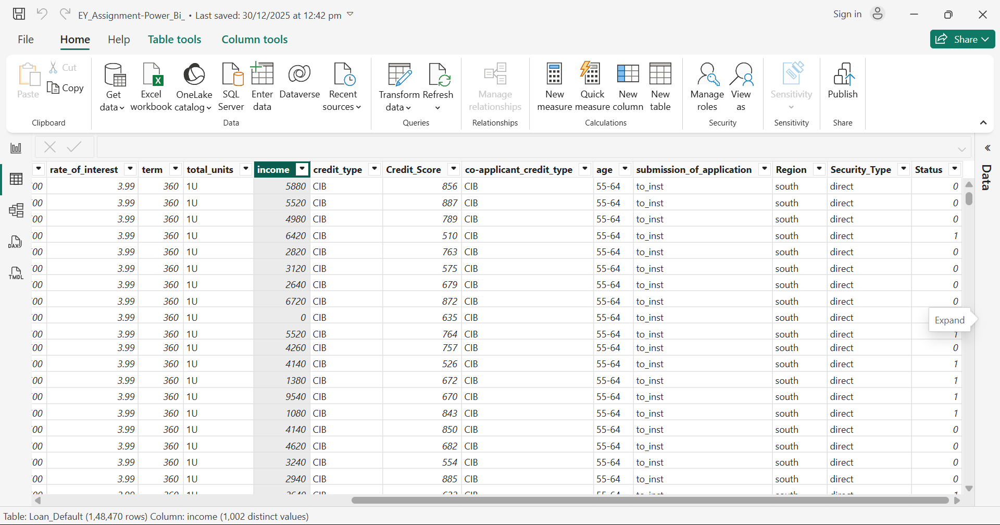 EY_Assignment-Power_Bi_ • Last saved: 30/12/2025 at 12:42 pm
Sign in
File Home Help Table tools Column tools
Share
Paste
Cut
Copy
Clipboard
Get data
Excel workbook
OneLake catalog
SQL Server
Enter data
Dataverse
Recent sources
Data
Transform data
Refresh
Queries
Manage relationships
Relationships
New measure
Quick measure
New column
New table
Calculations
Manage roles
View as
Security
Sensitivity
Sensitivity
Publish
Share
DAX
TMDL
Data
rate_of_interest term total_units income credit_type Credit_Score co-applicant_credit_type age submission_of_application Region Security_Type Status
00 3.99 360 1U 5880 CIB 856 CIB 55-64 to_inst south direct 0
00 3.99 360 1U 5520 CIB 887 CIB 55-64 to_inst south direct 0
00 3.99 360 1U 4980 CIB 789 CIB 55-64 to_inst south direct 0
00 3.99 360 1U 6420 CIB 510 CIB 55-64 to_inst south direct 1
00 3.99 360 1U 2820 CIB 763 CIB 55-64 to_inst south direct 0
00 3.99 360 1U 3120 CIB 575 CIB 55-64 to_inst south direct 0
00 3.99 360 1U 2640 CIB 679 CIB 55-64 to_inst south direct 0
00 3.99 360 1U 6720 CIB 872 CIB 55-64 to_inst south direct 0
00 3.99 360 1U 0 CIB 635 CIB 55-64 to_inst south direct
Expand
00 3.99 360 1U 5520 CIB 764 CIB 55-64 to_inst south direct 1
00 3.99 360 1U 4260 CIB 757 CIB 55-64 to_inst south direct 0
00 3.99 360 1U 4140 CIB 526 CIB 55-64 to_inst south direct 1
00 3.99 360 1U 1380 CIB 672 CIB 55-64 to_inst south direct 1
00 3.99 360 1U 9540 CIB 670 CIB 55-64 to_inst south direct 1
00 3.99 360 1U 1080 CIB 843 CIB 55-64 to_inst south direct 1
00 3.99 360 1U 4140 CIB 850 CIB 55-64 to_inst south direct 0
00 3.99 360 1U 4620 CIB 682 CIB 55-64 to_inst south direct 0
00 3.99 360 1U 3240 CIB 554 CIB 55-64 to_inst south direct 0
00 3.99 360 1U 2940 CIB 885 CIB 55-64 to_inst south direct 0
Table: Loan_Default (1,48,470 rows) Column: income (1,002 distinct values)